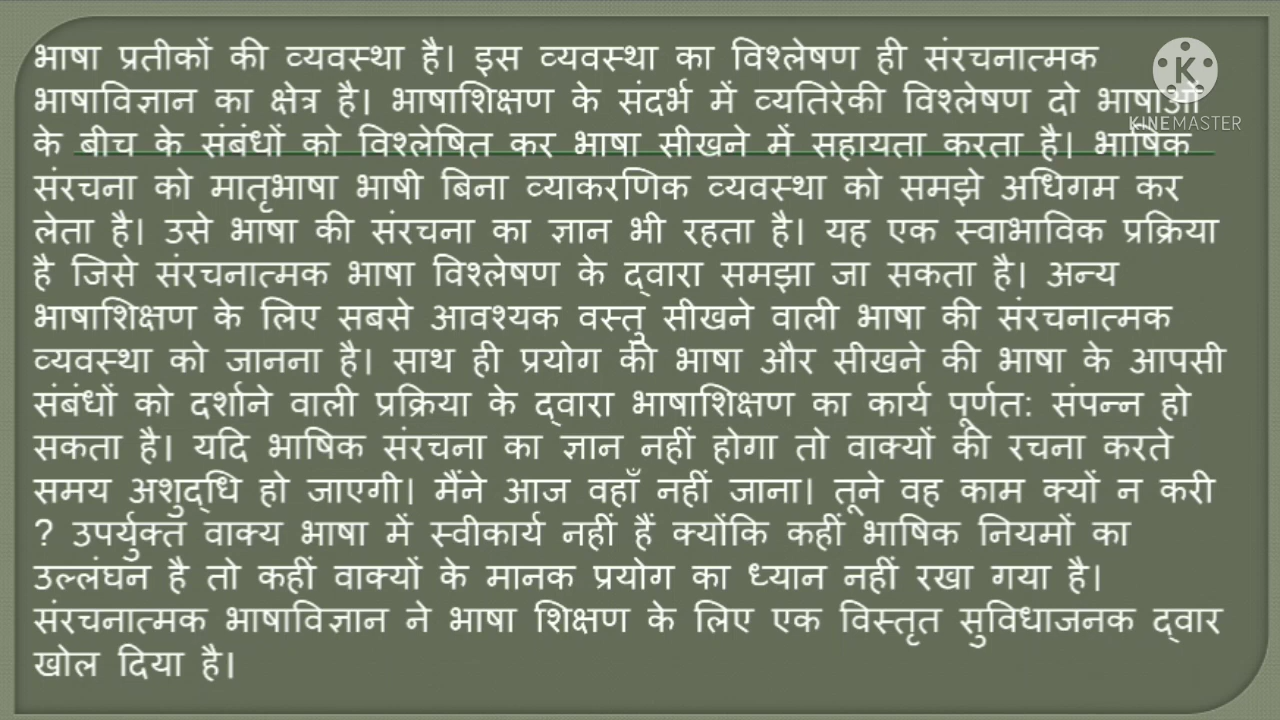 भाषा प्रतीकों की व्यवस्था है। इस व्यवस्था का विश्लेषण ही संरचनात्मक
भाषाविज्ञान का क्षेत्र है। भाषाशिक्षण के संदर्भ में व्यतिरेकी विश्लेषण दो भाषाओं
के बीच के संबंधों को विश्लेषित कर भाषा सीखने में सहायता करता है। भाषिक
संरचना को मातृभाषा भाषी बिना व्याकरणिक व्यवस्था को समझे अधिगम कर
लेता है। उसे भाषा की संरचना का ज्ञान भी रहता है। यह एक स्वाभाविक प्रक्रिया
है जिसे संरचनात्मक भाषा विश्लेषण के द्वारा समझा जा सकता है। अन्य
भाषाशिक्षण के लिए सबसे आवश्यक वस्तु सीखने वाली भाषा की संरचनात्मक
व्यवस्था को जानना है। साथ ही प्रयोग की भाषा और सीखने की भाषा के आपसी
संबंधों को दर्शाने वाली प्रक्रिया के द्वारा भाषाशिक्षण का कार्य पूर्णत: संपन्न हो
सकता है। यदि भाषिक संरचना का ज्ञान नहीं होगा तो वाक्यों की रचना करते
समय अशुद्धि हो जाएगी। मैंने आज वहाँ नहीं जाना। तूने वह काम क्यों न करी
? उपर्युक्त वाक्य भाषा में स्वीकार्य नहीं हैं क्योंकि कहीं भाषिक नियमों का
उल्लंघन है तो कहीं वाक्यों के मानक प्रयोग का ध्यान नहीं रखा गया है।
संरचनात्मक भाषाविज्ञान ने भाषा शिक्षण के लिए एक विस्तृत सुविधाजनक द्वार
खोल दिया है।
K
KINEMASTER